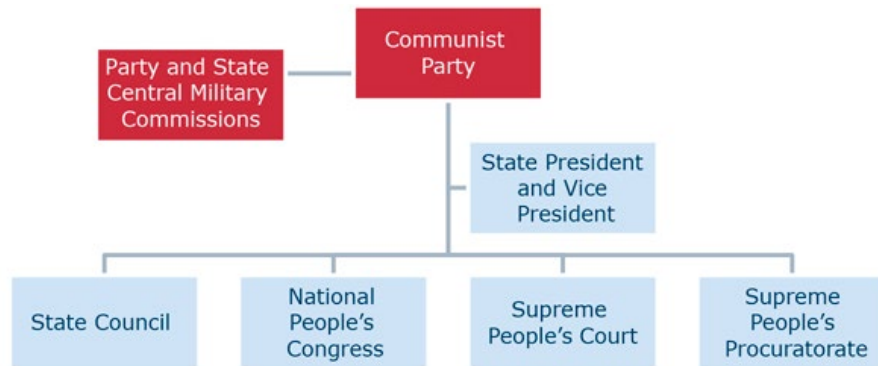 Communist
Party
Party and State
Central Military
Commissions
State President
and Vice
President
State Council
National
People's
Congress
Supreme
People's Court
Supreme
People's
Procuratorate